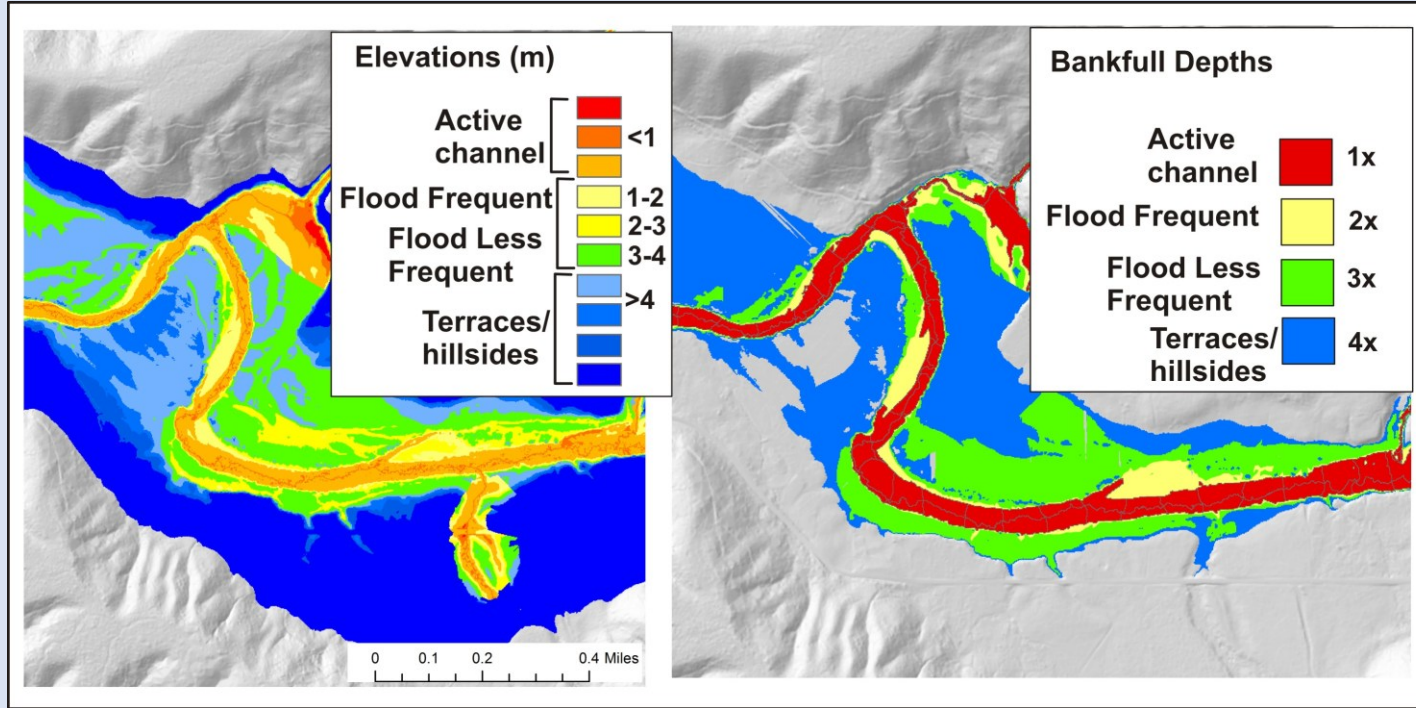 Elevations (m)
Active
channel
<1
Flood Frequent
1-2
Flood Less
Frequent
2-3
3-4
>4
Terraces/
hillsides
0 0.1 0.2 0.4 Miles
Bankfull Depths
Active
channel
1x
Flood Frequent
2x
Flood Less
Frequent
3x
Terraces/
hillsides
4x